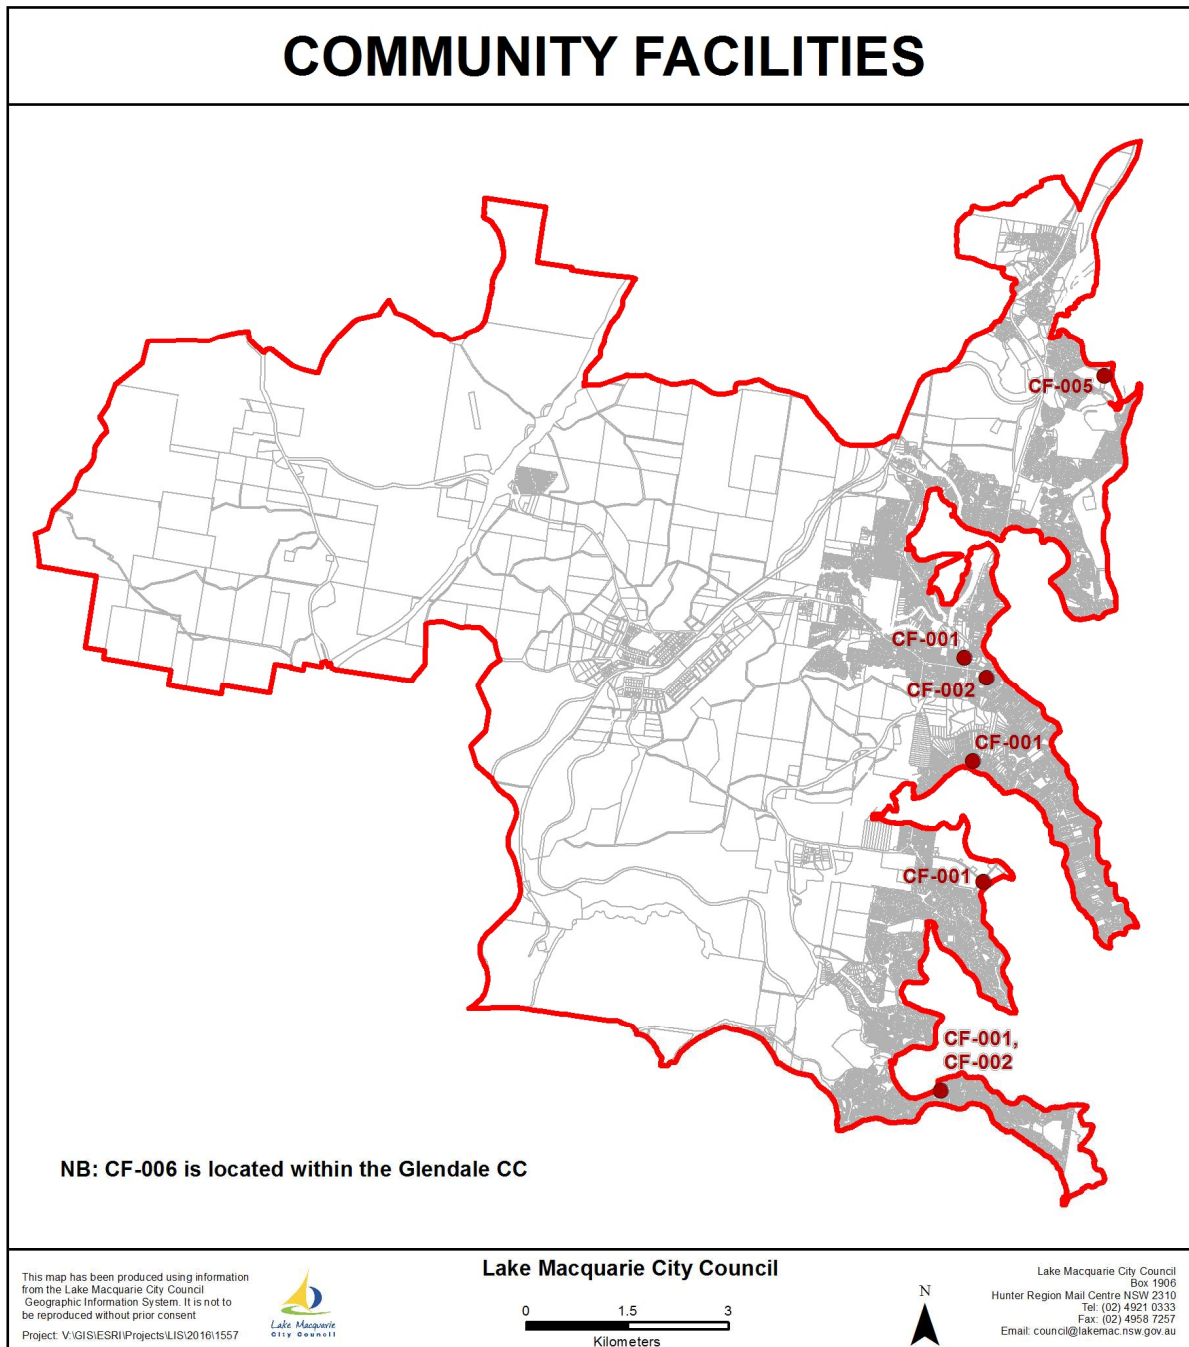 COMMUNITY FACILITIES
CF-005
CF-001
CF-002
CF-001
CF-001
CF-001,
CF-002
NB: CF-006 is located within the Glendale CC
This map has been produced using information
from the Lake Macquarie City Council
Geographic Information System. It is not to
be reproduced without prior consent
Project: V:\GIS\ESRI\Projects\LIS\2016\1557
Lake Macquarie
City Council
Lake Macquarie City Council
0 1.5 3
Kilometers
N
Lake Macquarie City Council
Box 1906
Hunter Region Mail Centre NSW 2310
Tel: (02) 4921 0333
Fax: (02) 4958 7257
Email: council@lakemac.nsw.gov.au